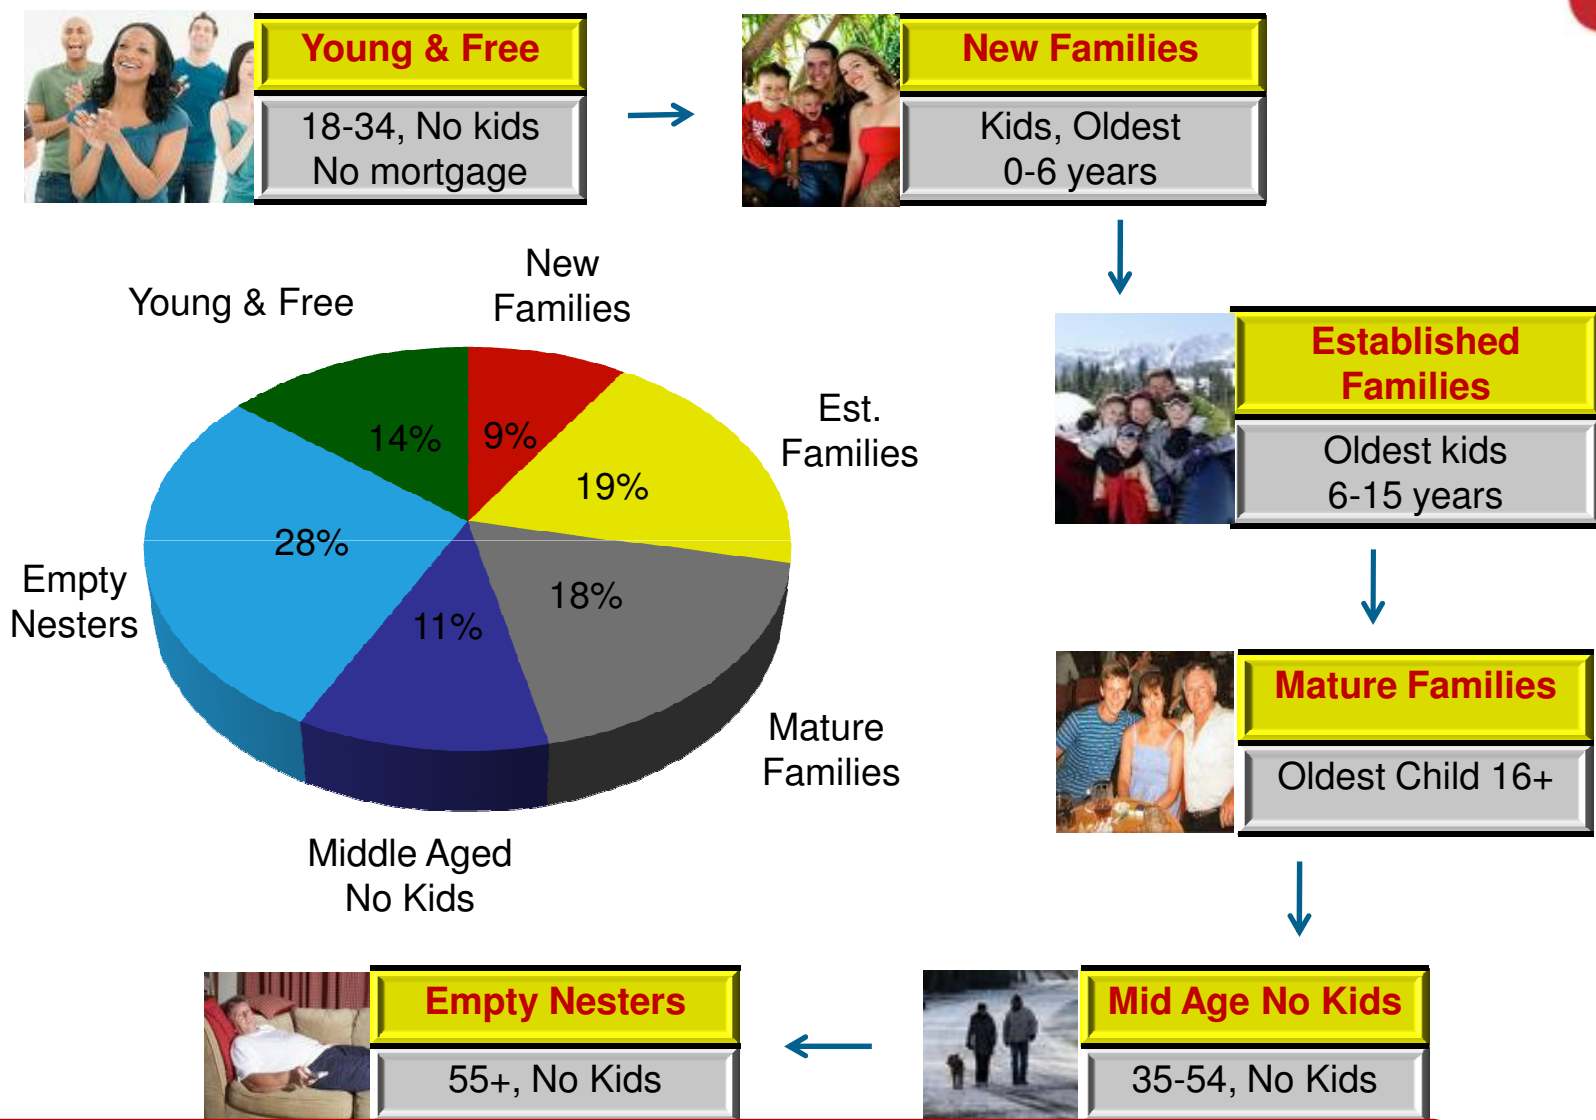 Young & Free
18-34, No kids
No mortgage
New Families
Kids, Oldest
0-6 years
Established
Families
Oldest kids
6-15 years
Mature Families
Oldest Child 16+
Mid Age No Kids
35-54, No Kids
Empty Nesters
55+, No Kids
New
Families
Young & Free
Est.
Families
14%
9%
19%
28%
18%
11%
Empty
Nesters
Mature
Families
Middle Aged
No Kids